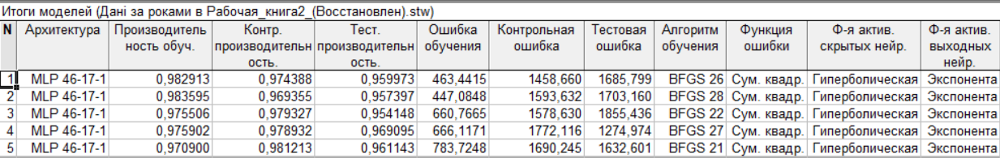 Итоги моделей (Дані за роками в Рабочая_книга2_(Восстановлен).stw)
N Архитектура Производитель Контр. Тест. Ошибка Контрольная Тестовая Алгоритм Функция Ф-я актив. Ф-я актив.
ность обуч. производительн производительн обучения ошибка ошибка обучения ошибки скрытых нейр. выходных
ость. ость. нейр.
1 MLP 46-17-1 0,982913 0,974388 0,959973 463,4415 1458,660 1685,799 BFGS 26 Сум. квадр. Гиперболическая Экспонента
2 MLP 46-17-1 0,983595 0,969355 0,957397 447,0848 1593,632 1703,160 BFGS 28 Сум. квадр. Гиперболическая Экспонента
3 MLP 46-17-1 0,975506 0,979327 0,954148 660,7665 1578,630 1855,436 BFGS 22 Сум. квадр. Гиперболическая Экспонента
4 MLP 46-17-1 0,975902 0,978932 0,969095 666,1171 1772,116 1274,974 BFGS 27 Сум. квадр. Гиперболическая Экспонента
5 MLP 46-17-1 0,970900 0,981213 0,961143 783,7248 1690,245 1632,601 BFGS 21 Сум. квадр. Гиперболическая Экспонента